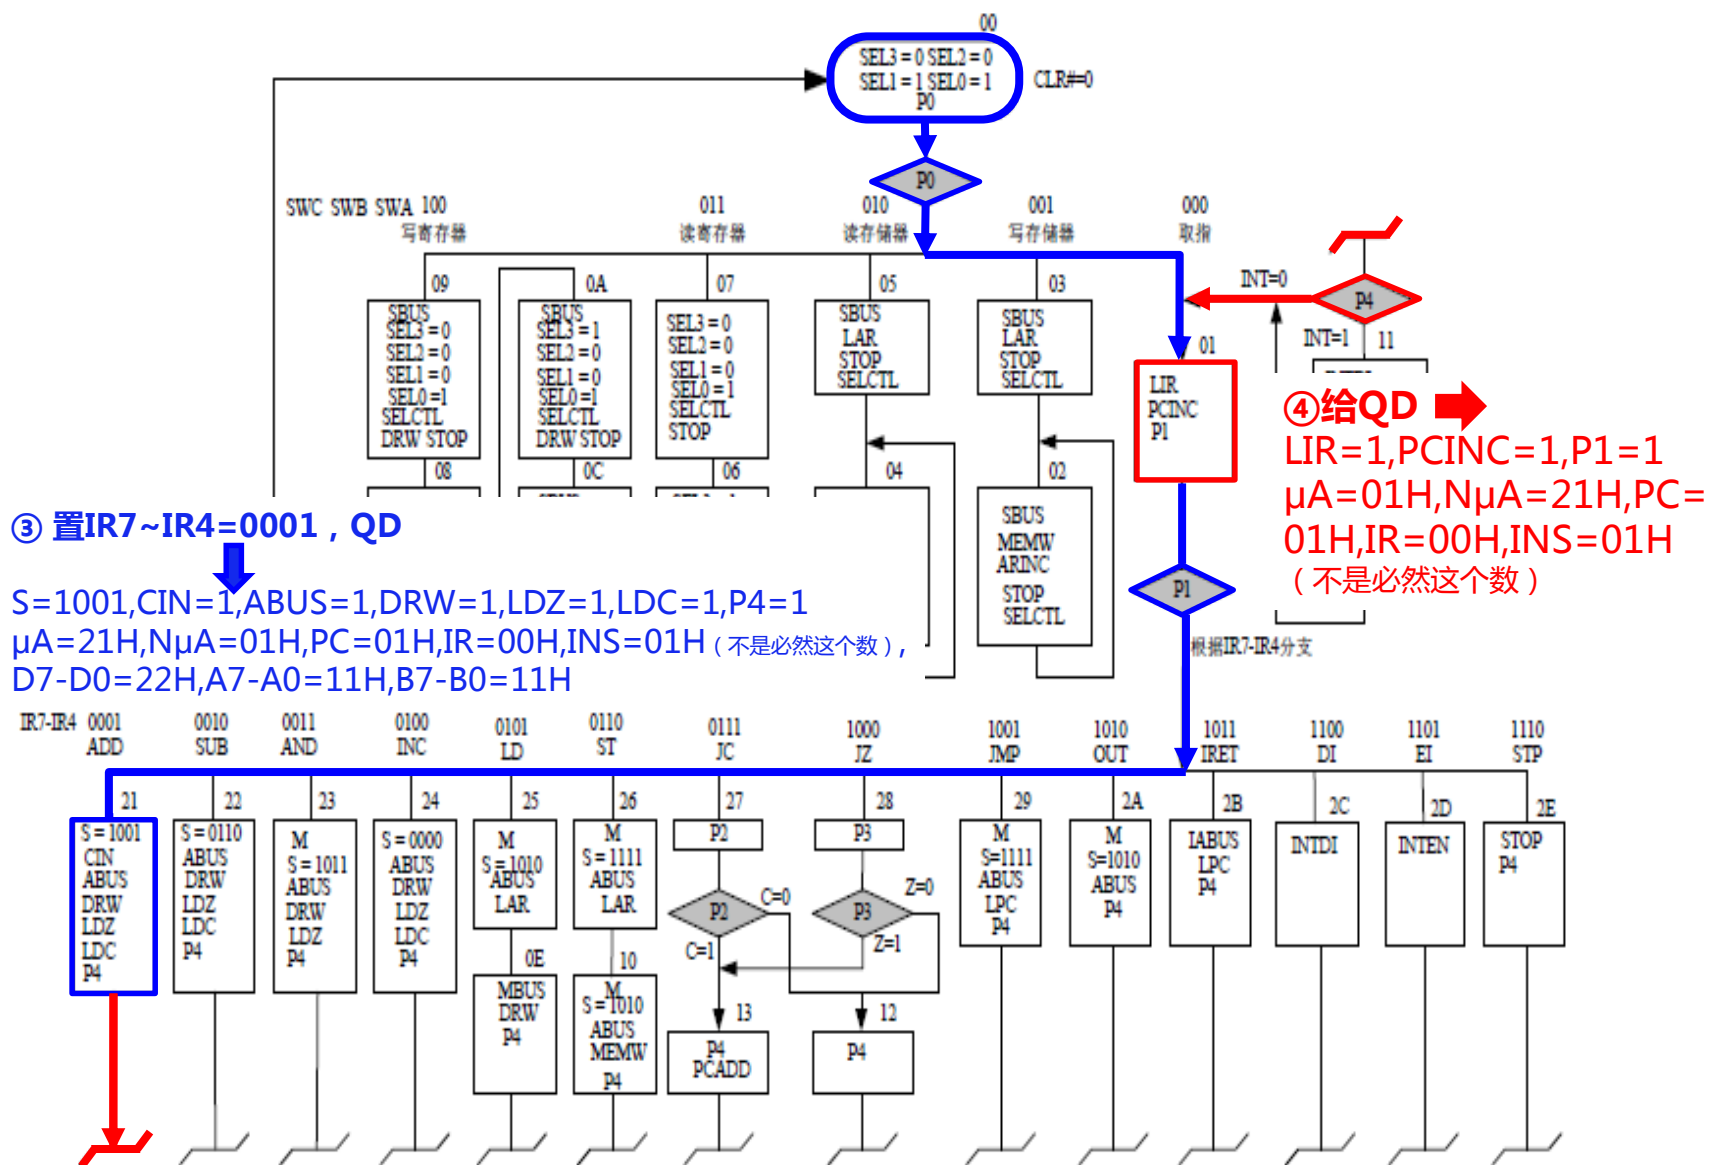 00
SEL3 = 0 SEL2 = 0
SEL1 = 1 SEL0 = 1
P0
CLR#=0
P0
SWC SWB SWA 100
写寄存器
011
读寄存器
010
读存储器
001
写存储器
000
取指
09
SBUS
SEL3 = 0
SEL2 = 0
SEL1 = 0
SEL0 =1
SELCTL
DRW STOP
08
0A
SBUS
SEL3 = 1
SEL2 = 0
SEL1 = 0
SEL0 =1
SELCTL
DRW STOP
0C
07
SEL3 = 0
SEL2 = 0
SEL1 = 0
SEL0 = 1
SELCTL
STOP
06
05
SBUS
LAR
STOP
SELCTL
04
03
SBUS
LAR
STOP
SELCTL
02
SBUS
MEMW
ARINC
STOP
SELCTL
01
LIR
PCINC
P1
INT=0
P4
INT=1
11
④给QD
LIR=1,PCINC=1,P1=1
μA=01H,NμA=21H,PC=
01H,IR=00H,INS=01H
（不是必然这个数）
③ 置IR7~IR4=0001，QD
S=1001,CIN=1,ABUS=1,DRW=1,LDZ=1,LDC=1,P4=1
μA=21H,NμA=01H,PC=01H,IR=00H,INS=01H（不是必然这个数）,
D7-D0=22H,A7-A0=11H,B7-B0=11H
P1
根据IR7-IR4分支
IR7-IR4 0001 0010 0011 0100 0101 0110 0111 1000 1001 1010 1011 1100 1101 1110
ADD SUB AND INC LD ST JC JZ JMP OUT IRET DI EI STP
21
S = 1001
CIN
ABUS
DRW
LDZ
LDC
P4
22
S = 0110
ABUS
DRW
LDZ
LDC
P4
23
M
S = 1011
ABUS
DRW
LDZ
P4
24
S = 0000
ABUS
DRW
LDZ
LDC
P4
25
M
S = 1010
ABUS
LAR
0E
MBUS
DRW
P4
26
M
S = 1111
ABUS
LAR
10
M
S = 1010
ABUS
MEMW
P4
27
P2
P2
C=0
C=1
13
P4
PCADD
28
P3
P3
Z=0
Z=1
12
P4
29
M
S=1111
ABUS
LPC
P4
2A
M
S=1010
ABUS
P4
2B
IABUS
LPC
P4
2C
INTDI
2D
INTEN
2E
STOP
P4